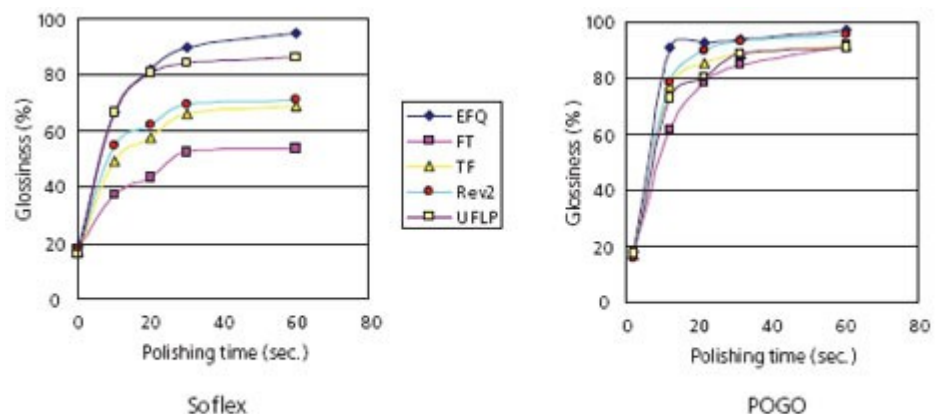 100
80
60
40
20
0
Glossiness (%)
0 20 40 60 80
Polishing time (sec.)
Soflex
EFQ
FT
TF
Rev2
UFLP
100
80
60
40
20
0
Glossiness (%)
0 20 40 60 80
Polishing time (sec.)
POGO